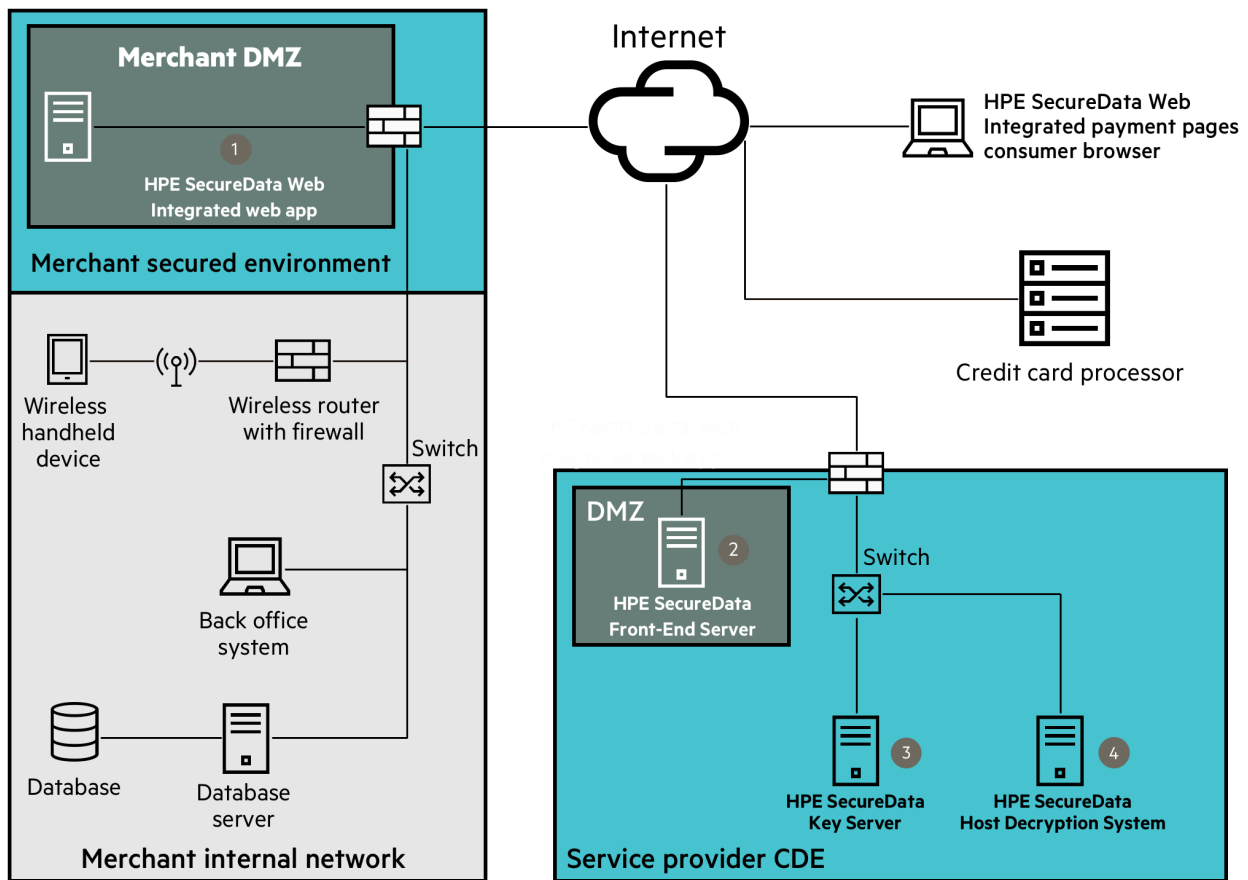 Merchant DMZ
1
HPE SecureData Web
Integrated web app
Merchant secured environment
Internet
HPE SecureData Web
Integrated payment pages
consumer browser
Credit card processor
Wireless
handheld
device
Wireless router
with firewall
Switch
Back office
system
Database
Database
server
Merchant internal network
DMZ
2
HPE SecureData
Front-End Server
Switch
3
HPE SecureData
Key Server
4
HPE SecureData
Host Decryption System
Service provider CDE